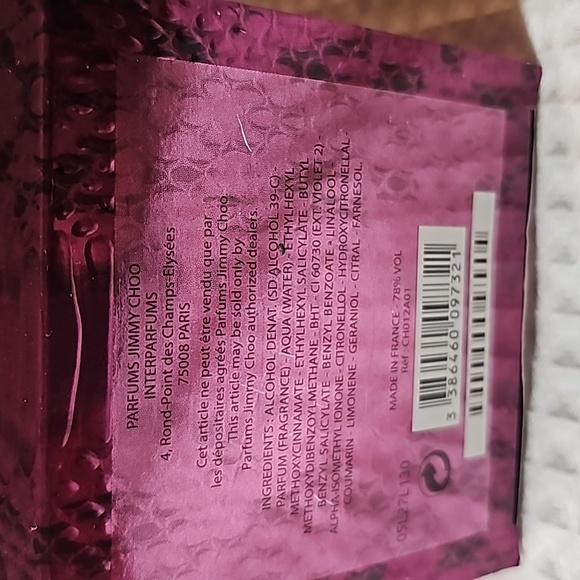 PARFUMS JIMMY CHOO
INTERPARFUMS
4, Rond-Point des Champs-Elysées
75008 PARIS
Cet article ne peut être vendu que par
les dépositaires agréés Parfums Jimmy Choo.
This article may be sold only by
Parfums Jimmy Choo authorized dealers.
INGREDIENTS : ALCOHOL DENAT. (SD ALCOHOL 39-C) -
PARFUM (FRAGRANCE) - AQUA (WATER) - ETHYLHEXYL
METHOXYCINNAMATE - ETHYLHEXYL SALICYLATE - BUTYL
METHOXYDIBENZOYLMETHANE - BHT - CI 60730 (EXT. VIOLET 2) -
BENZYL SALICYLATE - BENZYL BENZOATE - LINALOOL -
ALPHA-ISOMETHYL IONONE - CITRONELLOL - HYDROXYCITRONELLAL -
COUMARIN - LIMONENE - GERANIOL - CITRAL - FARNESOL.
MADE IN FRANCE - 78% VOL
Ref. CH012A01
3 386460 097321